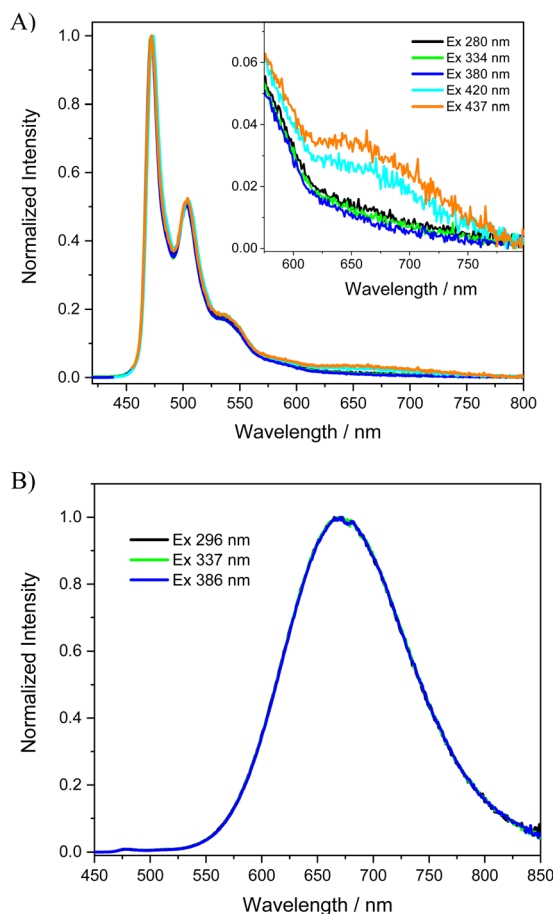 A)
Normalized Intensity
1.0
0.8
0.6
0.4
0.2
0.0
450 500 550 600 650 700 750 800
Wavelength / nm
0.06
0.04
0.02
0.00
600 650 700 750
Wavelength / nm
Ex 280 nm
Ex 334 nm
Ex 380 nm
Ex 420 nm
Ex 437 nm
B)
Normalized Intensity
1.0
0.8
0.6
0.4
0.2
0.0
450 500 550 600 650 700 750 800 850
Wavelength / nm
Ex 296 nm
Ex 337 nm
Ex 386 nm